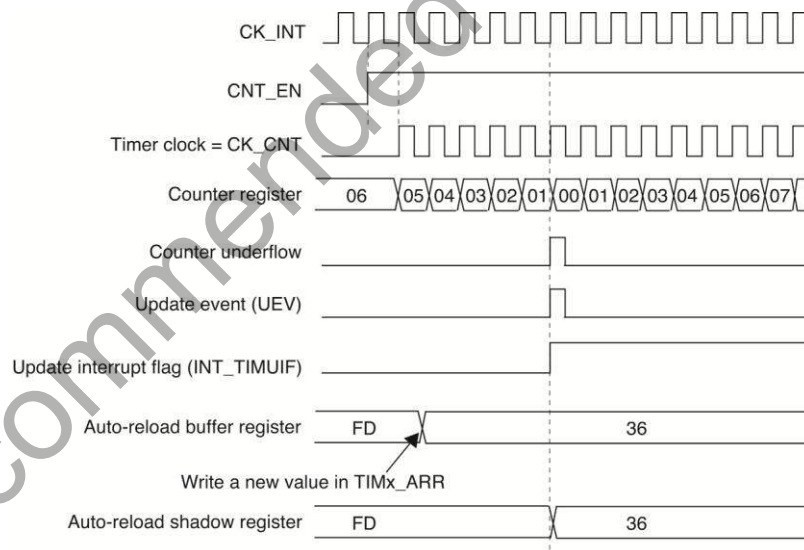 CK_INT
CNT_EN
Timer clock = CK_CNT
Counter register 06 05 04 03 02 01 00 01 02 03 04 05 06 07
Counter underflow
Update event (UEV)
Update interrupt flag (INT_TIMUIF)
Auto-reload buffer register FD 36
Write a new value in TIMx_ARR
Auto-reload shadow register FD 36
commended